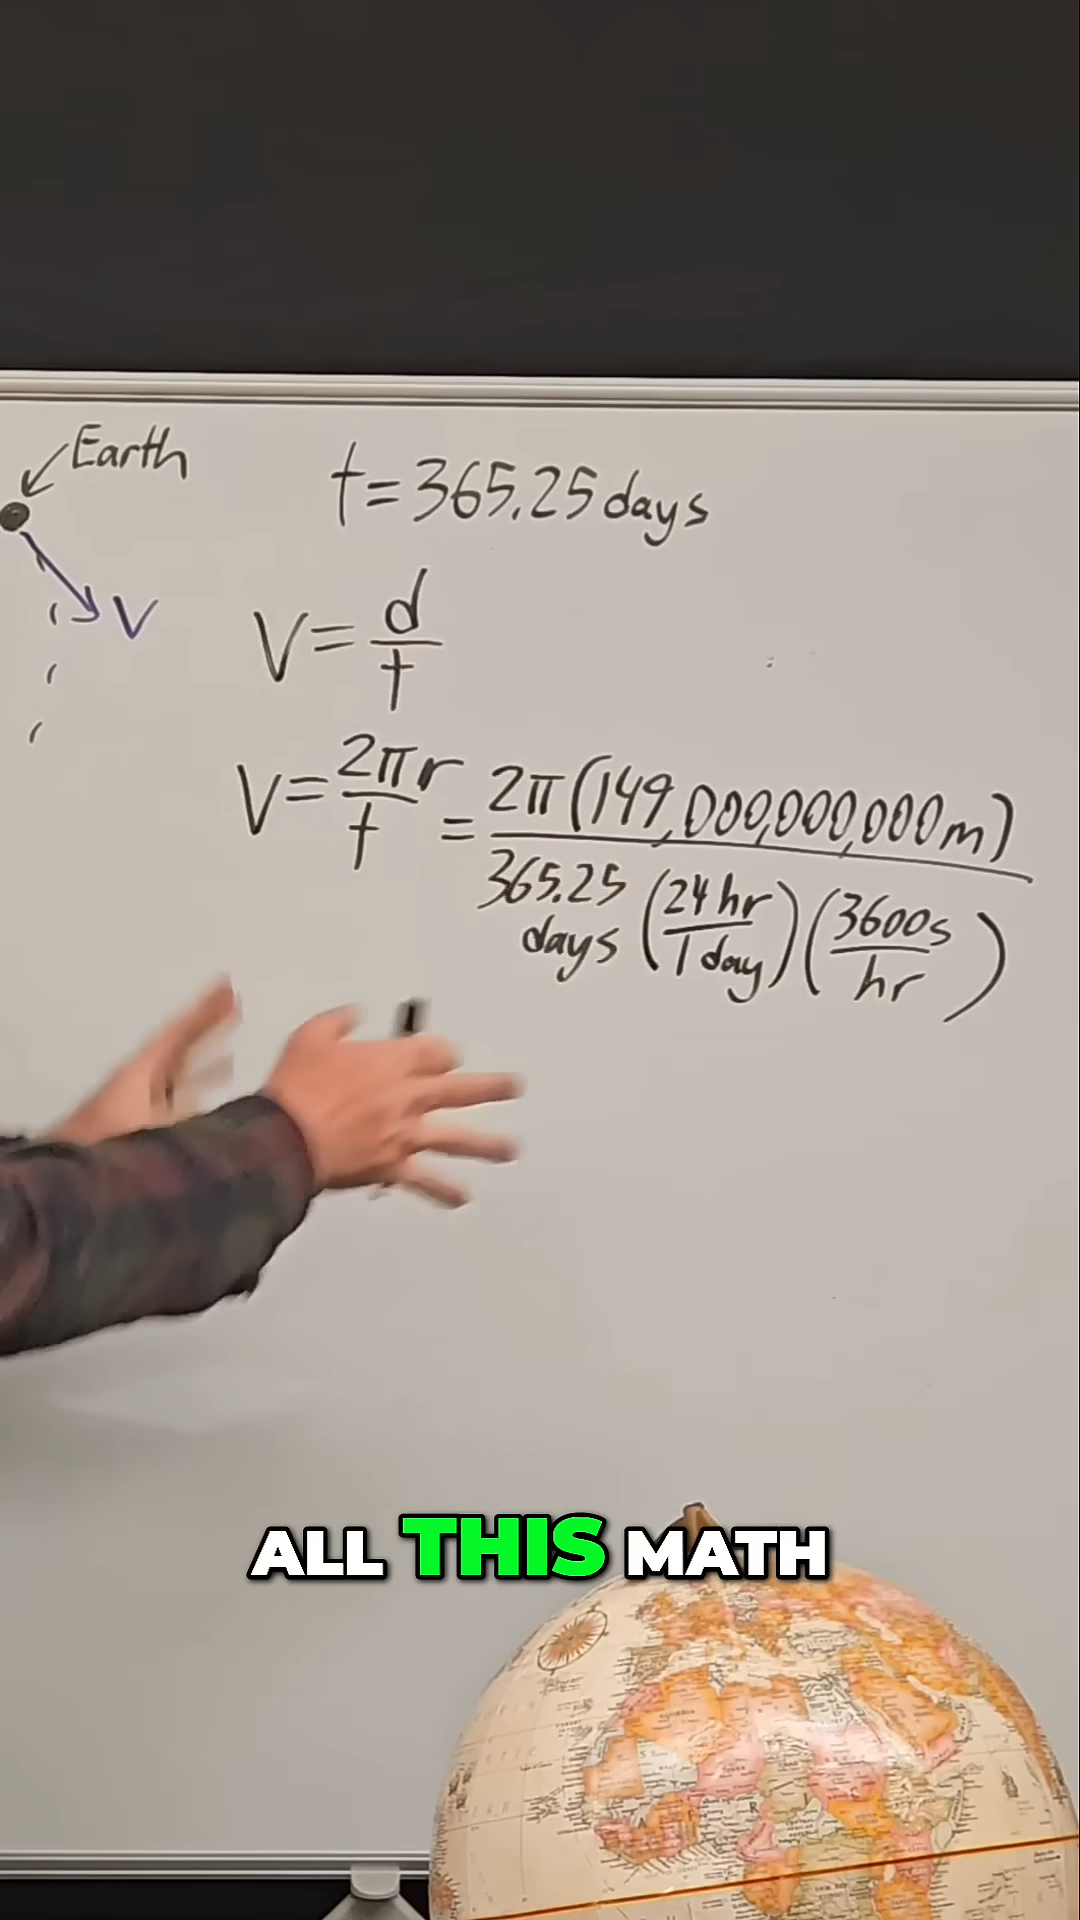 Earth
t = 365.25 days
V
V = d/t
V = 2πr/t = 2π(149,000,000,000m)/365.25 days (24 hr/1 day)(3600s/hr)
ALL THIS MATH